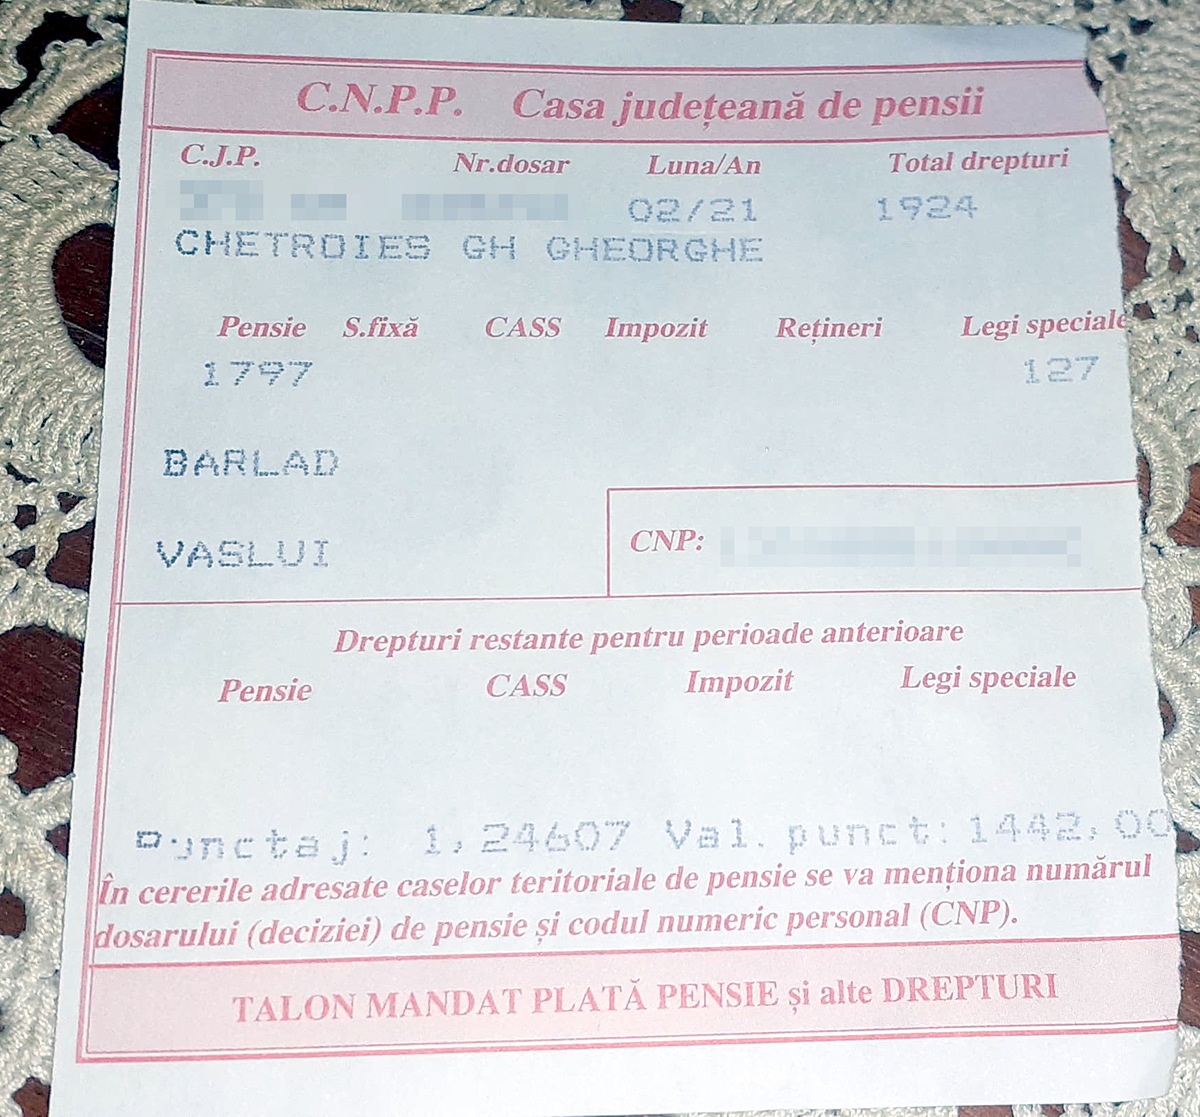 C.N.P.P. Casa județeană de pensii
C.J.P. Nr.dosar Luna/An Total drepturi
02/21 1924
CHETROIES GH GHEORGHE
Pensie S.fixă CASS Impozit Rețineri Legi speciale
1797 127
BARLAD
VASLUI
CNP:
Drepturi restante pentru perioade anterioare
Pensie CASS Impozit Legi speciale
Punctaj: 1,24607 Val. punct: 1442,00
În cererile adresate caselor teritoriale de pensie se va menționa numărul
dosarului (deciziei) de pensie și codul numeric personal (CNP).
TALON MANDAT PLATĂ PENSIE și alte DREPTURI